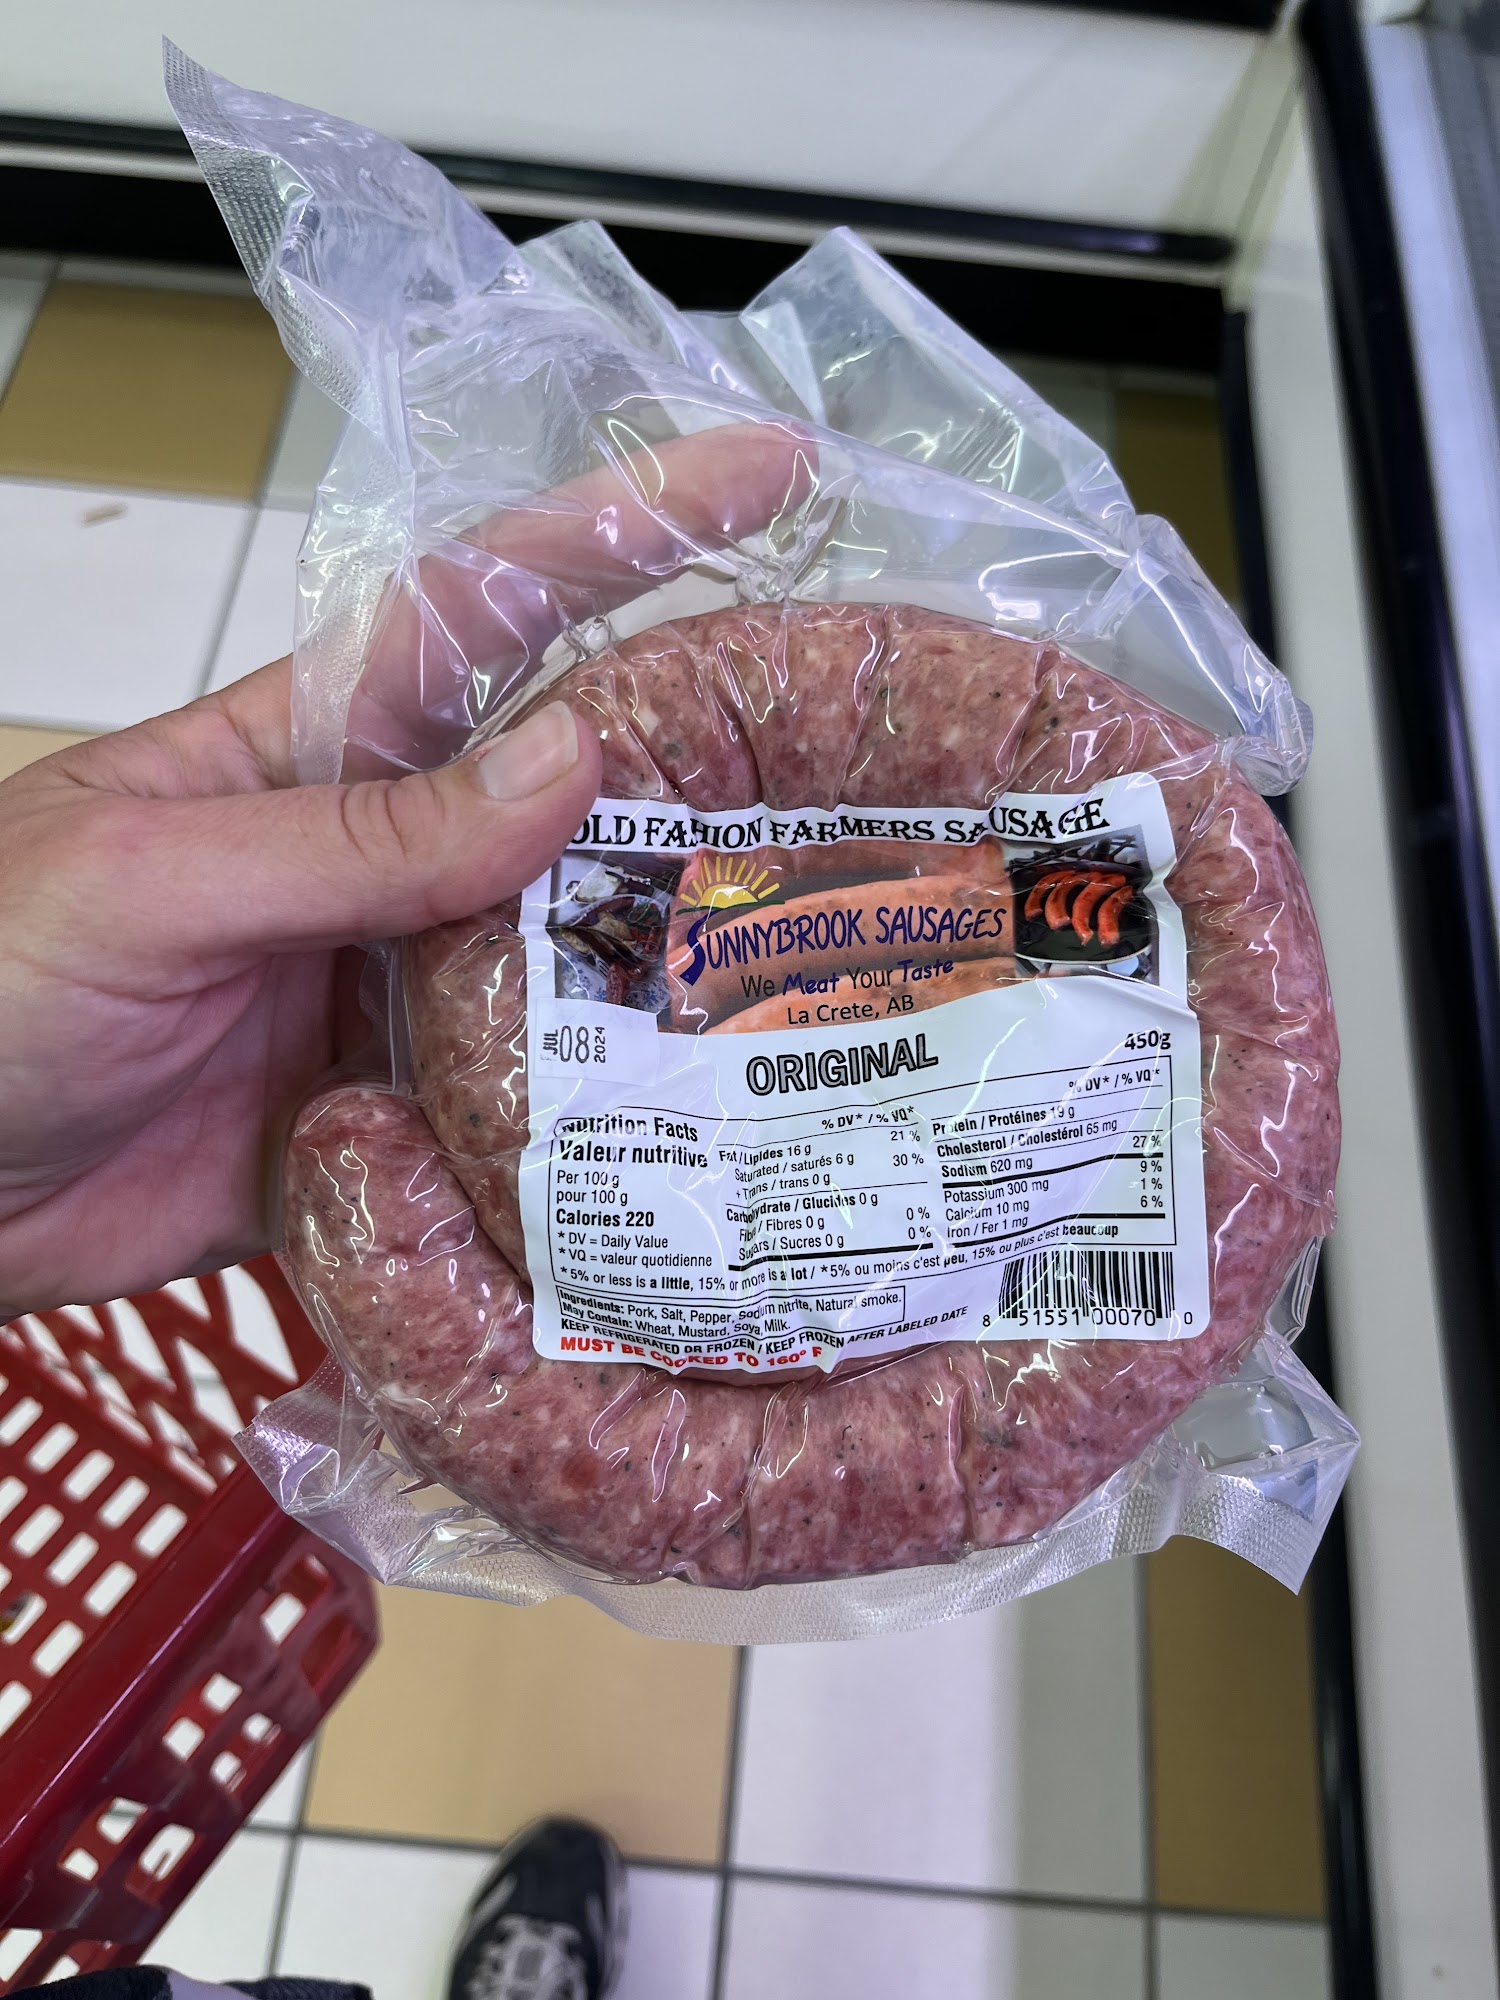 OLD FASHION FARMERS SAUSAGE
SUNNYBROOK SAUSAGES
We Meat Your Taste
La Crete, AB
JUL 08 2024
ORIGINAL
450g
Nutrition Facts
Valeur nutritive
Per 100 g
pour 100 g
Calories 220
* DV = Daily Value
* VQ = valeur quotidienne
% DV* / % VQ*
Fat / Lipides 16 g 21 %
Saturated / saturés 6 g 30 %
+ Trans / trans 0 g
Carbohydrate / Glucides 0 g
Fibre / Fibres 0 g 0 %
Sugars / Sucres 0 g 0 %
% DV* / % VQ*
Protein / Protéines 19 g
Cholesterol / Cholestérol 65 mg
Sodium 620 mg 27 %
Potassium 300 mg 9 %
Calcium 10 mg 1 %
Iron / Fer 1 mg 6 %
*5% or less is a little, 15% or more is a lot / *5% ou moins c'est peu, 15% ou plus c'est beaucoup
Ingredients: Pork, Salt, Pepper, Sodium nitrite, Natural smoke.
May Contain: Wheat, Mustard, Soya, Milk.
KEEP REFRIGERATED OR FROZEN / KEEP FROZEN AFTER LABELED DATE
MUST BE COOKED TO 160° F
8 51551 00070 0